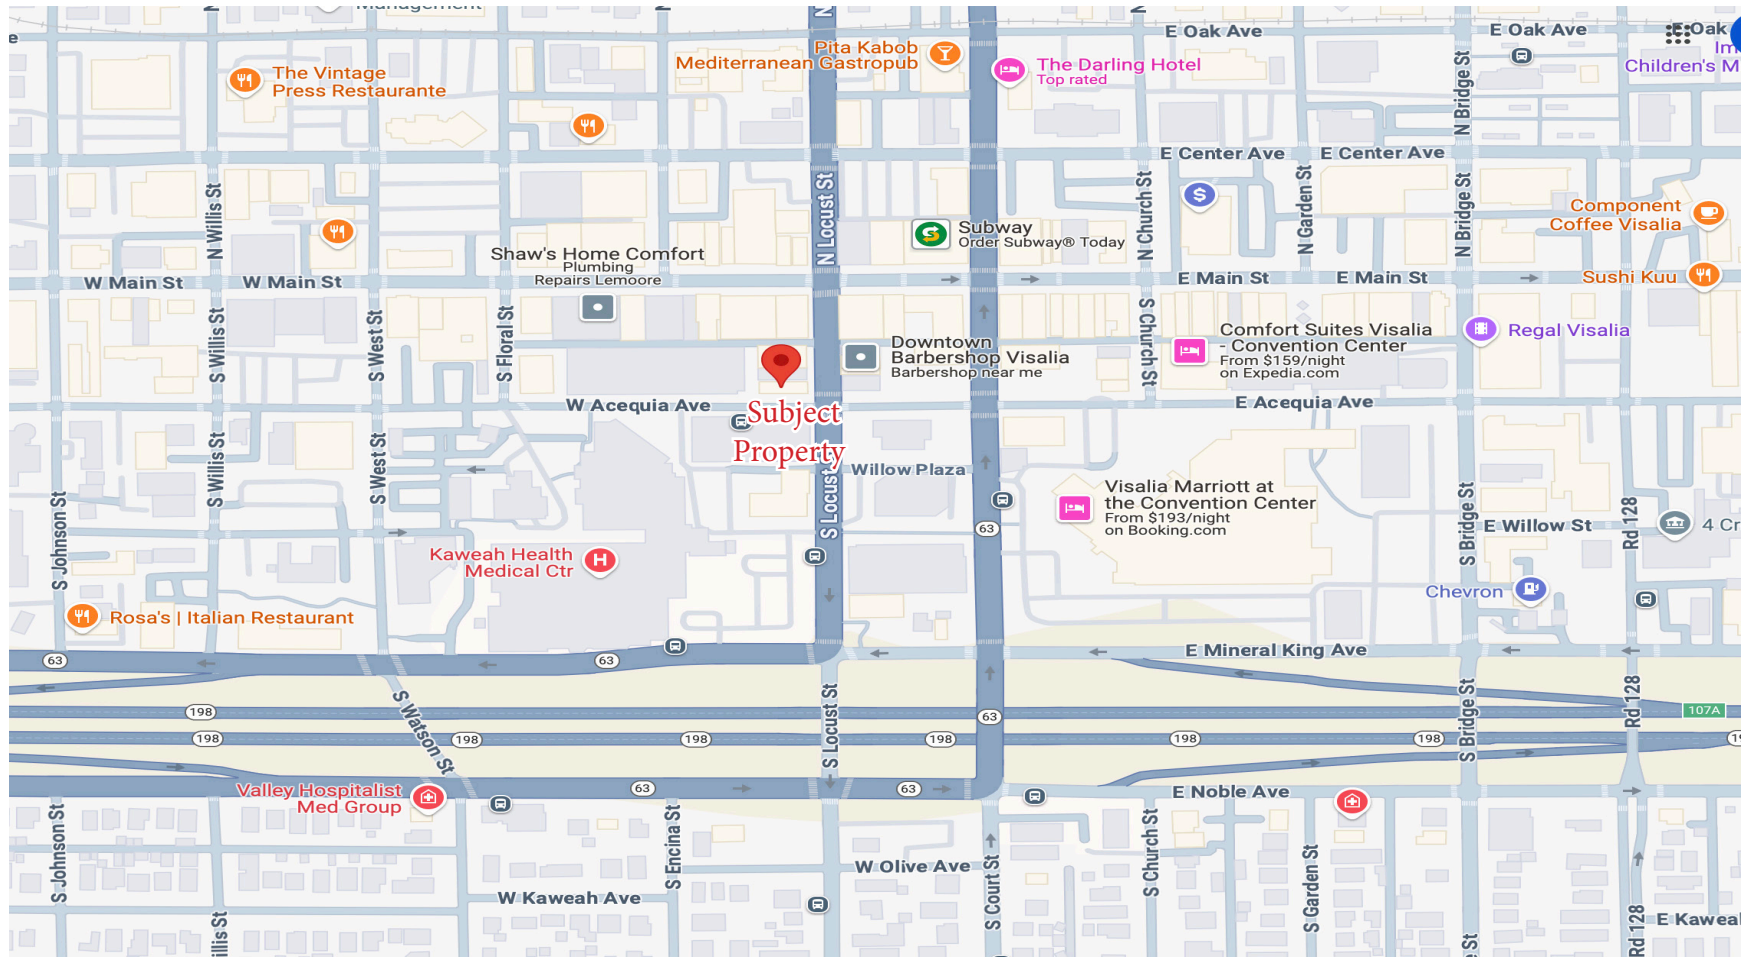 Management
N
N
N
N
e
E Oak Ave
E Oak Ave
E Oak
Im
Children's M
Pita Kabob
Mediterranean Gastropub
The Darling Hotel
Top rated
The Vintage
Press Restaurante
N Bridge St
E Center Ave
E Center Ave
N Willis St
N Locust St
N Church St
N Garden St
N Bridge St
$
Component
Coffee Visalia
Subway
Order Subway® Today
Shaw's Home Comfort
Plumbing
Repairs Lemoore
W Main St
W Main St
E Main St
E Main St
Sushi Kuu
S Willis St
S West St
S Floral St
S Church St
Downtown
Barbershop Visalia
Barbershop near me
Comfort Suites Visalia
- Convention Center
From $159/night
on Expedia.com
Regal Visalia
W Acequia Ave
E Acequia Ave
Subject
Property
S Willis St
S West St
S Locust
Willow Plaza
S Johnson St
Visalia Marriott at
the Convention Center
From $193/night
on Booking.com
63
S Bridge St
E Willow St
Rd 128
4 Cr
Kaweah Health
Medical Ctr
H
Chevron
Rosa's | Italian Restaurant
63
63
E Mineral King Ave
S Watson St
S Locust St
S Bridge St
Rd 128
107A
198
63
198
198
198
198
198
198
19
Valley Hospitalist
Med Group
63
63
E Noble Ave
S Johnson St
S Encina St
W Olive Ave
S Court St
S Church St
S Garden St
W Kaweah Ave
illis St
Rd 128
E Kaweal
e St